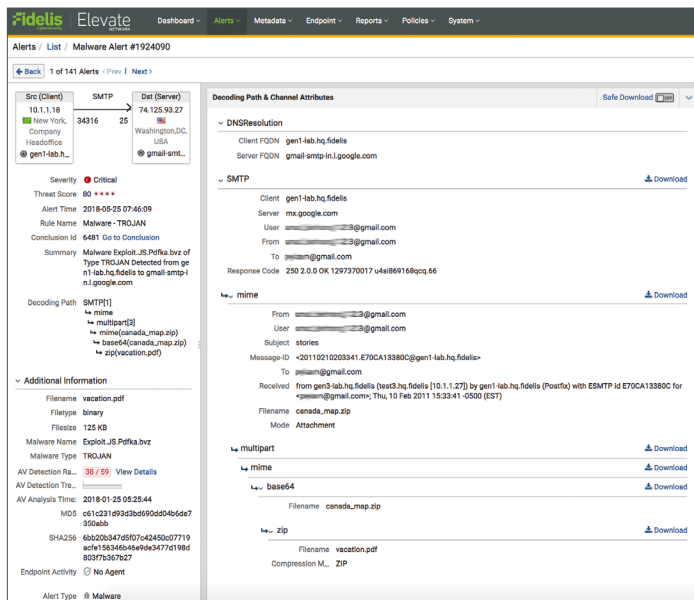 Fidelis Elevate Dashboard Alerts Metadata Endpoint Reports Policies System
NETWORK
Alerts / List / Malware Alert #1924090
Back 1 of 141 Alerts < Prev | Next >
Src (Client) SMTP Dst (Server)
10.1.1.18 74.125.93.27
34316 25
New York,
Company
Headoffice
gen1-lab.h...
Washington,DC,
USA
gmail-smt...
Severity Critical
Threat Score 80 ★★★★
Alert Time 2018-05-25 07:46:09
Rule Name Malware - TROJAN
Conclusion Id 6481 Go to Conclusion
Summary Malware Exploit.JS.Pdfka.bvz of
Type TROJAN Detected from ge
n1-lab.hq.fidelis to gmail-smtp-i
n.l.google.com
Decoding Path SMTP[1]
mime
multipart[3]
mime(canada_map.zip)
base64(canada_map.zip)
zip(vacation.pdf)
Additional Information
Filename vacation.pdf
Filetype binary
Filesize 125 KB
Malware Name Exploit.JS.Pdfka.bvz
Malware Type TROJAN
AV Detection Ra... 38 / 59 View Details
AV Detection Tre...
AV Analysis Time: 2018-01-25 05:25:44
MD5 c61c231d93d3bd690dd04b6de7
350abb
SHA256 6bb20b347d5f07c42450c07719
acfe156346b46e9de3477d198d
803f7b367b27
Endpoint Activity No Agent
Alert Type Malware
Decoding Path & Channel Attributes Safe Download OFF
DNSResolution
Client FQDN gen1-lab.hq.fidelis
Server FQDN gmail-smtp-in.l.google.com
SMTP Download
Client gen1-lab.hq.fidelis
Server mx.google.com
User 3@gmail.com
From 3@gmail.com
To @gmail.com
Response Code 250 2.0.0 OK 1297370017 u4si869168qcq.66
mime Download
From 3@gmail.com
User 3@gmail.com
Subject stories
Message-ID <20110210203341.E70CA13380C@gen1-lab.hq.fidelis>
To @gmail.com
Received from gen3-lab.hq.fidelis (test3.hq.fidelis [10.1.1.27]) by gen1-lab.hq.fidelis (Postfix) with ESMTP id E70CA13380C for
@gmail.com>; Thu, 10 Feb 2011 15:33:41 -0500 (EST)
Filename canada_map.zip
Mode Attachment
multipart Download
mime Download
base64 Download
Filename canada_map.zip
zip Download
Filename vacation.pdf
Compression M... ZIP